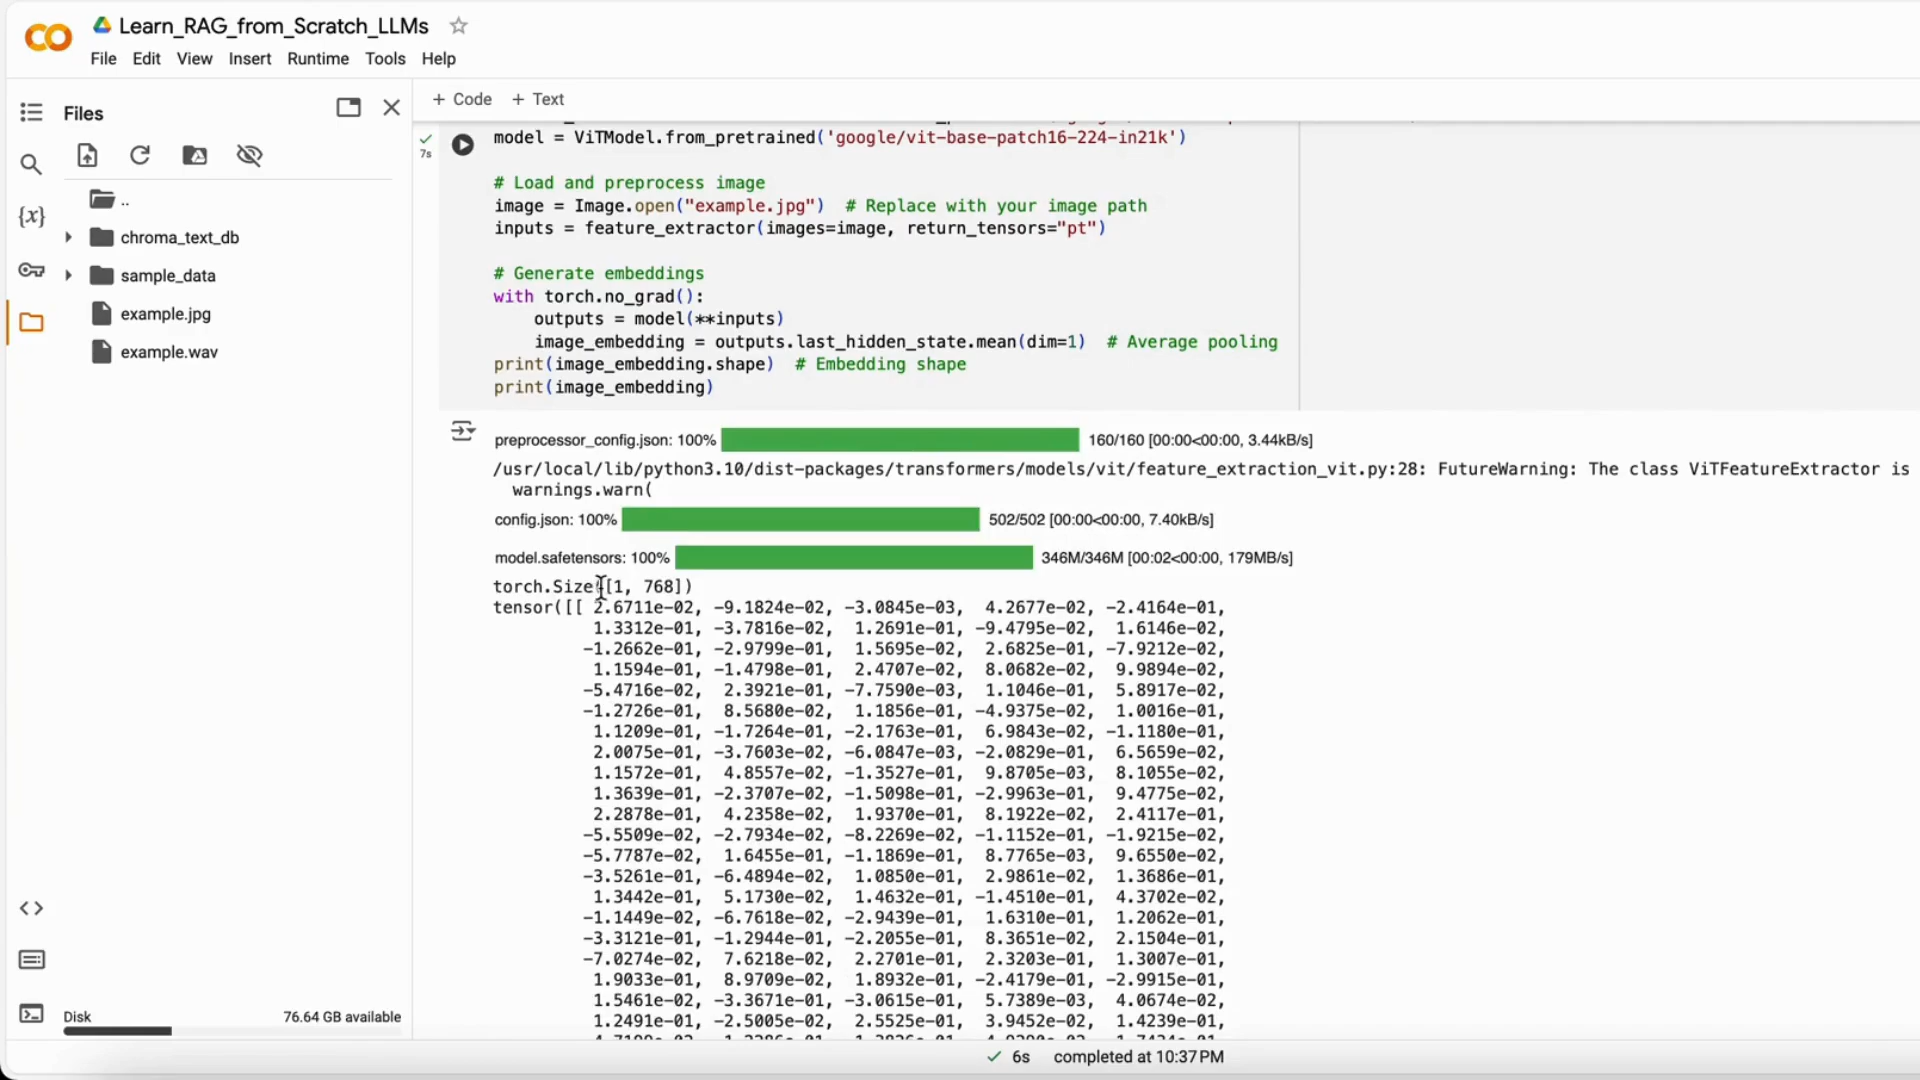 Learn_RAG_from_Scratch_LLMs
File Edit View Insert Runtime Tools Help
Files
+ Code + Text
..
chroma_text_db
sample_data
example.jpg
example.wav
{x}
Disk 76.64 GB available
7s
model = ViTModel.from_pretrained('google/vit-base-patch16-224-in21k')
# Load and preprocess image
image = Image.open("example.jpg")  # Replace with your image path
inputs = feature_extractor(images=image, return_tensors="pt")
# Generate embeddings
with torch.no_grad():
    outputs = model(**inputs)
    image_embedding = outputs.last_hidden_state.mean(dim=1)  # Average pooling
print(image_embedding.shape)  # Embedding shape
print(image_embedding)
preprocessor_config.json: 100% 160/160 [00:00<00:00, 3.44kB/s]
/usr/local/lib/python3.10/dist-packages/transformers/models/vit/feature_extraction_vit.py:28: FutureWarning: The class ViTFeatureExtractor is
  warnings.warn(
config.json: 100% 502/502 [00:00<00:00, 7.40kB/s]
model.safetensors: 100% 346M/346M [00:02<00:00, 179MB/s]
torch.Size([1, 768])
tensor([[ 2.6711e-02, -9.1824e-02, -3.0845e-03,  4.2677e-02, -2.4164e-01,
1.3312e-01, -3.7816e-02,  1.2691e-01, -9.4795e-02,  1.6146e-02,
-1.2662e-01, -2.9799e-01,  1.5695e-02,  2.6825e-01, -7.9212e-02,
1.1594e-01, -1.4798e-01,  2.4707e-02,  8.0682e-02,  9.9894e-02,
-5.4716e-02,  2.3921e-01, -7.7590e-03,  1.1046e-01,  5.8917e-02,
-1.2726e-01,  8.5680e-02,  1.1856e-01, -4.9375e-02,  1.0016e-01,
1.1209e-01, -1.7264e-01, -2.1763e-01,  6.9843e-02, -1.1180e-01,
2.0075e-01, -3.7603e-02, -6.0847e-03, -2.0829e-01,  6.5659e-02,
1.1572e-01,  4.8557e-02, -1.3527e-01,  9.8705e-03,  8.1055e-02,
1.3639e-01, -2.3707e-02, -1.5098e-01, -2.9963e-01,  9.4775e-02,
2.2878e-01,  4.2358e-02,  1.9370e-01,  8.1922e-02,  2.4117e-01,
-5.5509e-02, -2.7934e-02, -8.2269e-02, -1.1152e-01, -1.9215e-02,
-5.7787e-02,  1.6455e-01, -1.1869e-01,  8.7765e-03,  9.6550e-02,
-3.5261e-01, -6.4894e-02,  1.0850e-01,  2.9861e-02,  1.3686e-01,
1.3442e-01,  5.1730e-02,  1.4632e-01, -1.4510e-01,  4.3702e-02,
-1.1449e-02, -6.7618e-02, -2.9439e-01,  1.6310e-01,  1.2062e-01,
-3.3121e-01, -1.2944e-01, -2.2055e-01,  8.3651e-02,  2.1504e-01,
-7.0274e-02,  7.6218e-02,  2.2701e-01,  2.3203e-01,  1.3007e-01,
1.9033e-01,  8.9709e-02,  1.8932e-01, -2.4179e-01, -2.9915e-01,
1.5461e-02, -3.3671e-01, -3.0615e-01,  5.7389e-03,  4.0674e-02,
1.2491e-01, -2.5005e-02,  2.5525e-01,  3.9452e-02,  1.4239e-01,
6s completed at 10:37 PM